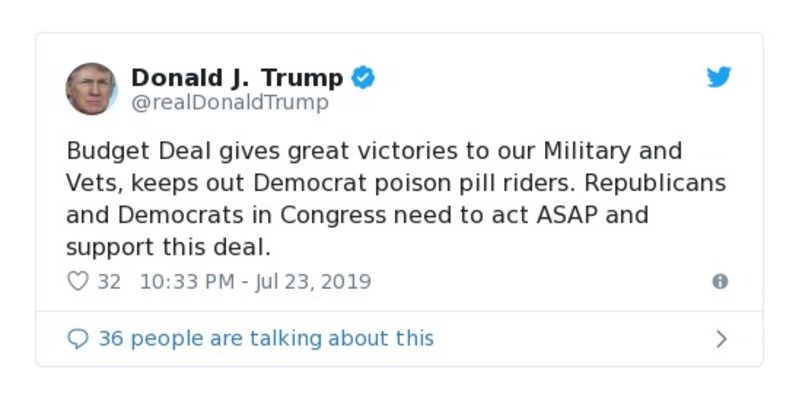 Donald J. Trump
@realDonaldTrump
Budget Deal gives great victories to our Military and
Vets, keeps out Democrat poison pill riders. Republicans
and Democrats in Congress need to act ASAP and
support this deal.
32 10:33 PM - Jul 23, 2019
36 people are talking about this